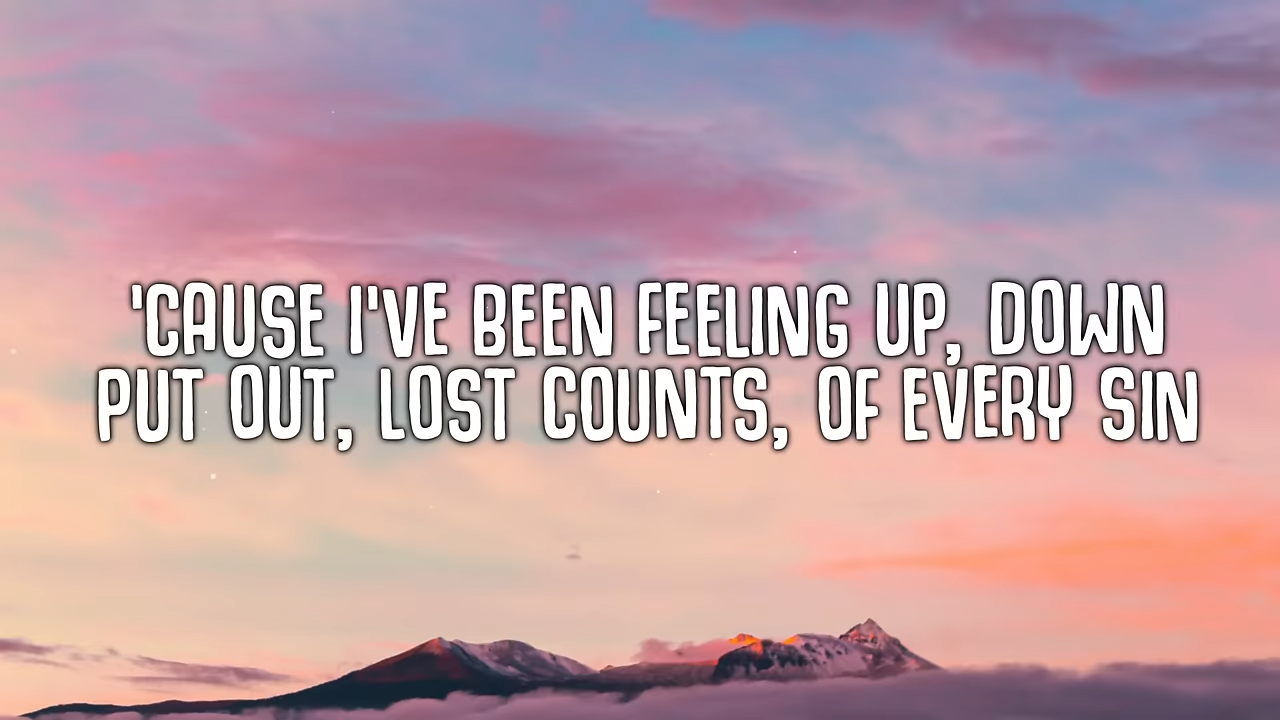 'CAUSE I'VE BEEN FEELING UP, DOWN
PUT OUT, LOST COUNTS, OF EVERY SIN